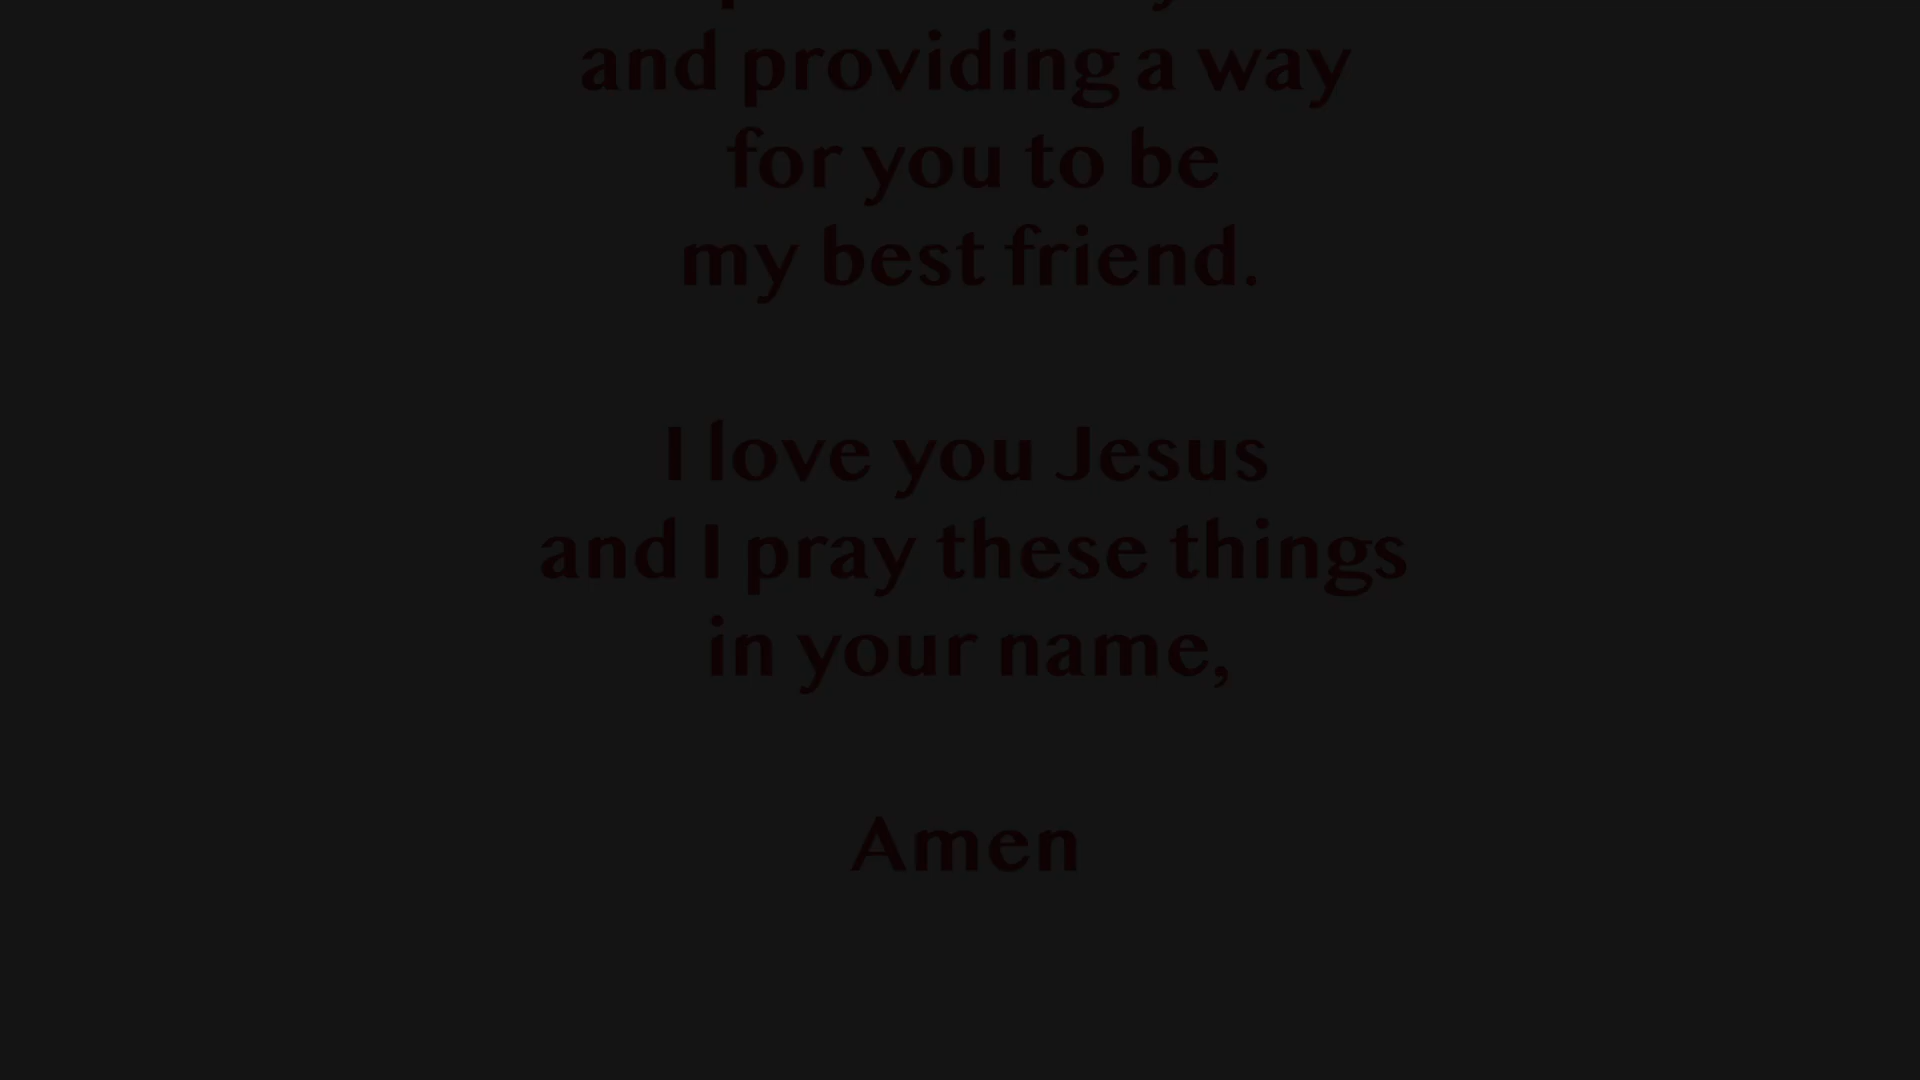 and providing a way
for you to be
my best friend.
I love you Jesus
and I pray these things
in your name,
Amen